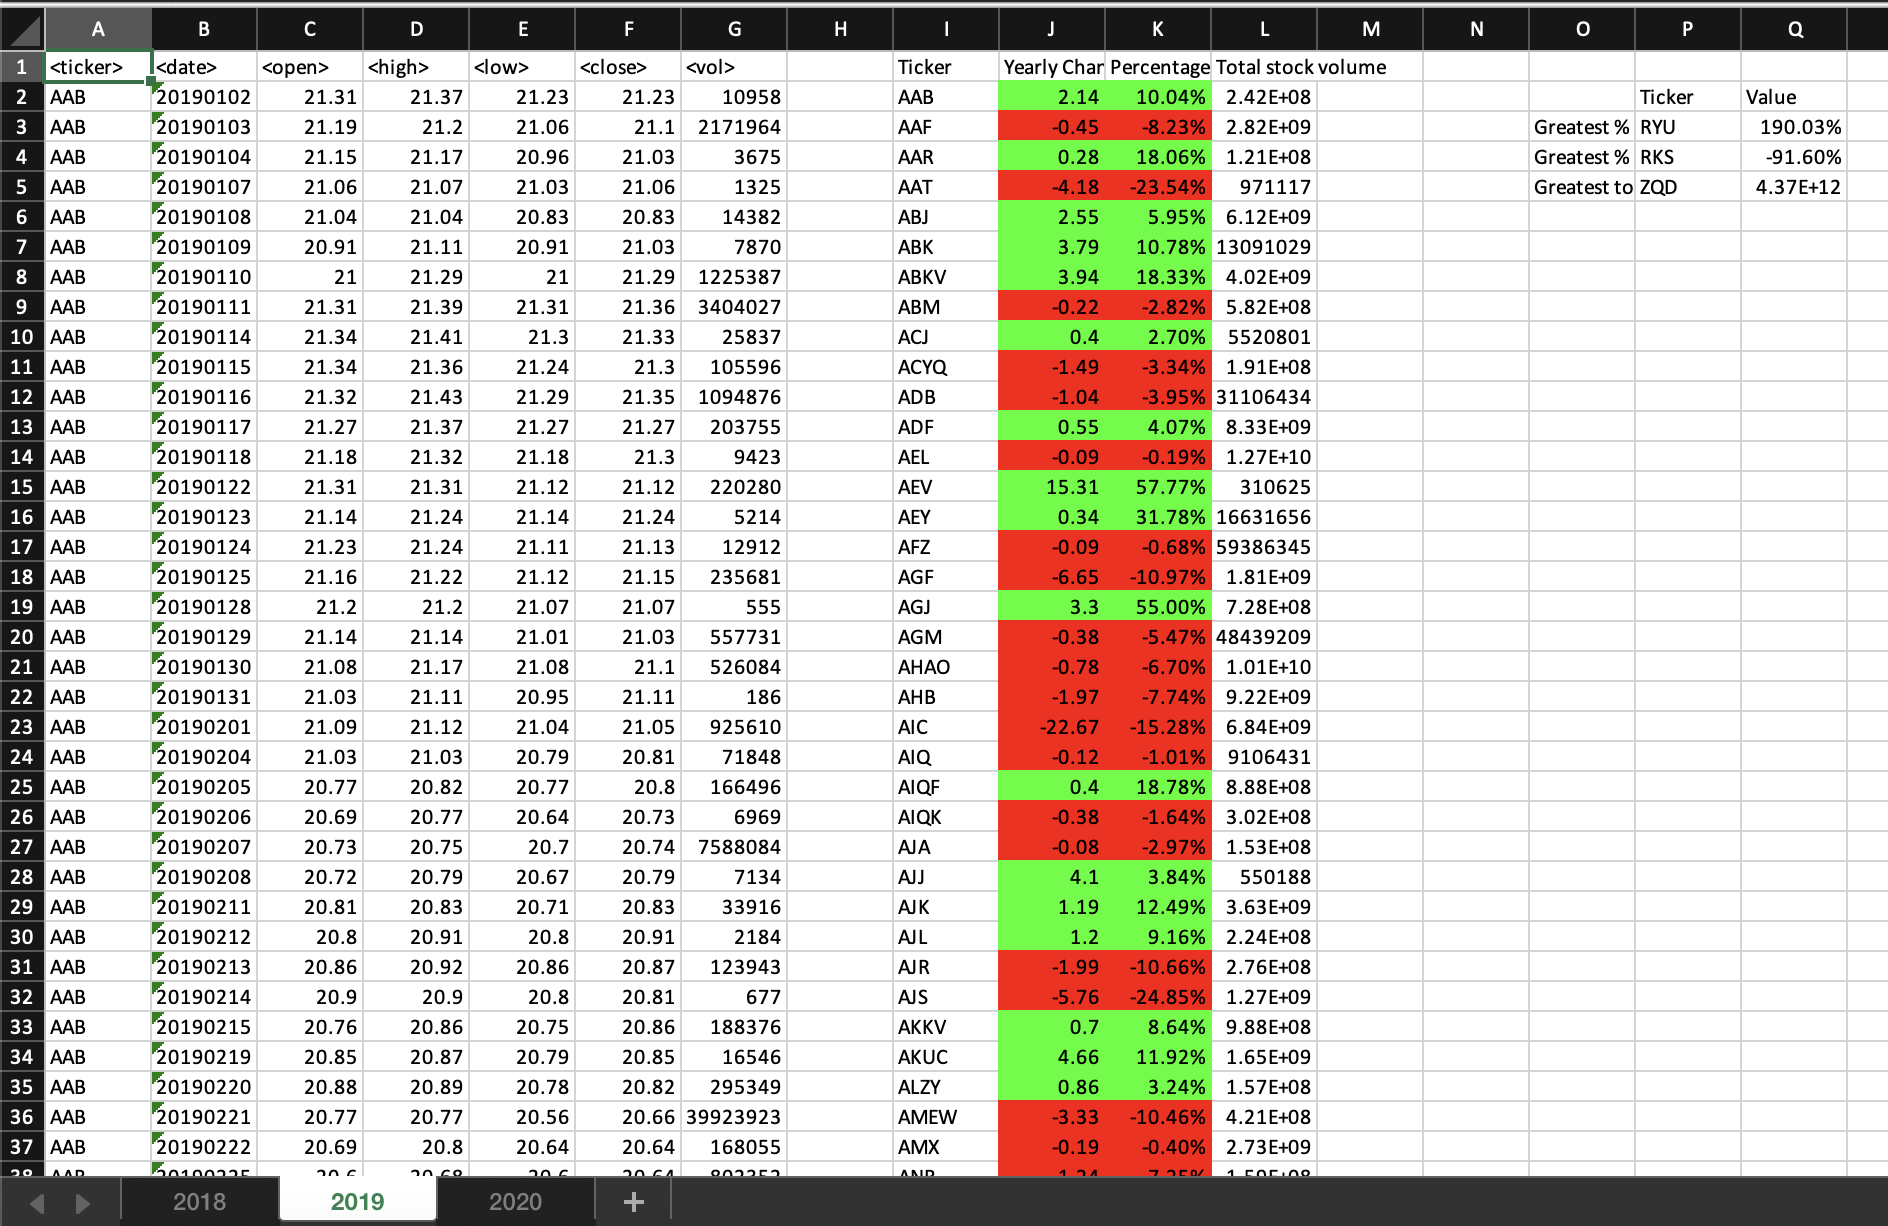 A B C D E F G H I J K L M N O P Q
1 <ticker> <date> <open> <high> <low> <close> <vol> Ticker Yearly Char Percentage Total stock volume
2 AAB 20190102 21.31 21.37 21.23 21.23 10958 AAB 2.14 10.04% 2.42E+08 Ticker Value
3 AAB 20190103 21.19 21.2 21.06 21.1 2171964 AAF -0.45 -8.23% 2.82E+09 Greatest % RYU 190.03%
4 AAB 20190104 21.15 21.17 20.96 21.03 3675 AAR 0.28 18.06% 1.21E+08 Greatest % RKS -91.60%
5 AAB 20190107 21.06 21.07 21.03 21.06 1325 AAT -4.18 -23.54% 971117 Greatest to ZQD 4.37E+12
6 AAB 20190108 21.04 21.04 20.83 20.83 14382 ABJ 2.55 5.95% 6.12E+09
7 AAB 20190109 20.91 21.11 20.91 21.03 7870 ABK 3.79 10.78% 13091029
8 AAB 20190110 21 21.29 21 21.29 1225387 ABKV 3.94 18.33% 4.02E+09
9 AAB 20190111 21.31 21.39 21.31 21.36 3404027 ABM -0.22 -2.82% 5.82E+08
10 AAB 20190114 21.34 21.41 21.3 21.33 25837 ACJ 0.4 2.70% 5520801
11 AAB 20190115 21.34 21.36 21.24 21.3 105596 ACYQ -1.49 -3.34% 1.91E+08
12 AAB 20190116 21.32 21.43 21.29 21.35 1094876 ADB -1.04 -3.95% 31106434
13 AAB 20190117 21.27 21.37 21.27 21.27 203755 ADF 0.55 4.07% 8.33E+09
14 AAB 20190118 21.18 21.32 21.18 21.3 9423 AEL -0.09 -0.19% 1.27E+10
15 AAB 20190122 21.31 21.31 21.12 21.12 220280 AEV 15.31 57.77% 310625
16 AAB 20190123 21.14 21.24 21.14 21.24 5214 AEY 0.34 31.78% 16631656
17 AAB 20190124 21.23 21.24 21.11 21.13 12912 AFZ -0.09 -0.68% 59386345
18 AAB 20190125 21.16 21.22 21.12 21.15 235681 AGF -6.65 -10.97% 1.81E+09
19 AAB 20190128 21.2 21.2 21.07 21.07 555 AGJ 3.3 55.00% 7.28E+08
20 AAB 20190129 21.14 21.14 21.01 21.03 557731 AGM -0.38 -5.47% 48439209
21 AAB 20190130 21.08 21.17 21.08 21.1 526084 AHAO -0.78 -6.70% 1.01E+10
22 AAB 20190131 21.03 21.11 20.95 21.11 186 AHB -1.97 -7.74% 9.22E+09
23 AAB 20190201 21.09 21.12 21.04 21.05 925610 AIC -22.67 -15.28% 6.84E+09
24 AAB 20190204 21.03 21.03 20.79 20.81 71848 AIQ -0.12 -1.01% 9106431
25 AAB 20190205 20.77 20.82 20.77 20.8 166496 AIQF 0.4 18.78% 8.88E+08
26 AAB 20190206 20.69 20.77 20.64 20.73 6969 AIQK -0.38 -1.64% 3.02E+08
27 AAB 20190207 20.73 20.75 20.7 20.74 7588084 AJA -0.08 -2.97% 1.53E+08
28 AAB 20190208 20.72 20.79 20.67 20.79 7134 AJJ 4.1 3.84% 550188
29 AAB 20190211 20.81 20.83 20.71 20.83 33916 AJK 1.19 12.49% 3.63E+09
30 AAB 20190212 20.8 20.91 20.8 20.91 2184 AJL 1.2 9.16% 2.24E+08
31 AAB 20190213 20.86 20.92 20.86 20.87 123943 AJR -1.99 -10.66% 2.76E+08
32 AAB 20190214 20.9 20.9 20.8 20.81 677 AJS -5.76 -24.85% 1.27E+09
33 AAB 20190215 20.76 20.86 20.75 20.86 188376 AKKV 0.7 8.64% 9.88E+08
34 AAB 20190219 20.85 20.87 20.79 20.85 16546 AKUC 4.66 11.92% 1.65E+09
35 AAB 20190220 20.88 20.89 20.78 20.82 295349 ALZY 0.86 3.24% 1.57E+08
36 AAB 20190221 20.77 20.77 20.56 20.66 39923923 AMEW -3.33 -10.46% 4.21E+08
37 AAB 20190222 20.69 20.8 20.64 20.64 168055 AMX -0.19 -0.40% 2.73E+09
2018 2019 2020 +